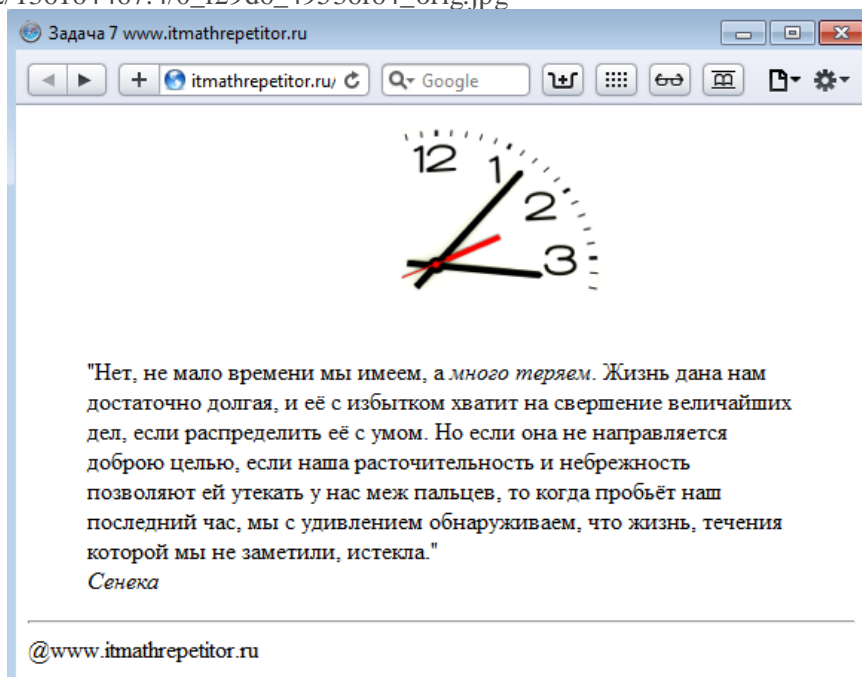 Задача 7 www.itmathrepetitor.ru
itmathrepetitor.ru/
Google
12
1
2
3
"Нет, не мало времени мы имеем, а много теряем. Жизнь дана нам
достаточно долгая, и её с избытком хватит на свершение величайших
дел, если распределить её с умом. Но если она не направляется
доброю целью, если наша расточительность и небрежность
позволяют ей утекать у нас меж пальцев, то когда пробьёт наш
последний час, мы с удивлением обнаруживаем, что жизнь, течения
которой мы не заметили, истекла."
Сенека
@www.itmathrepetitor.ru